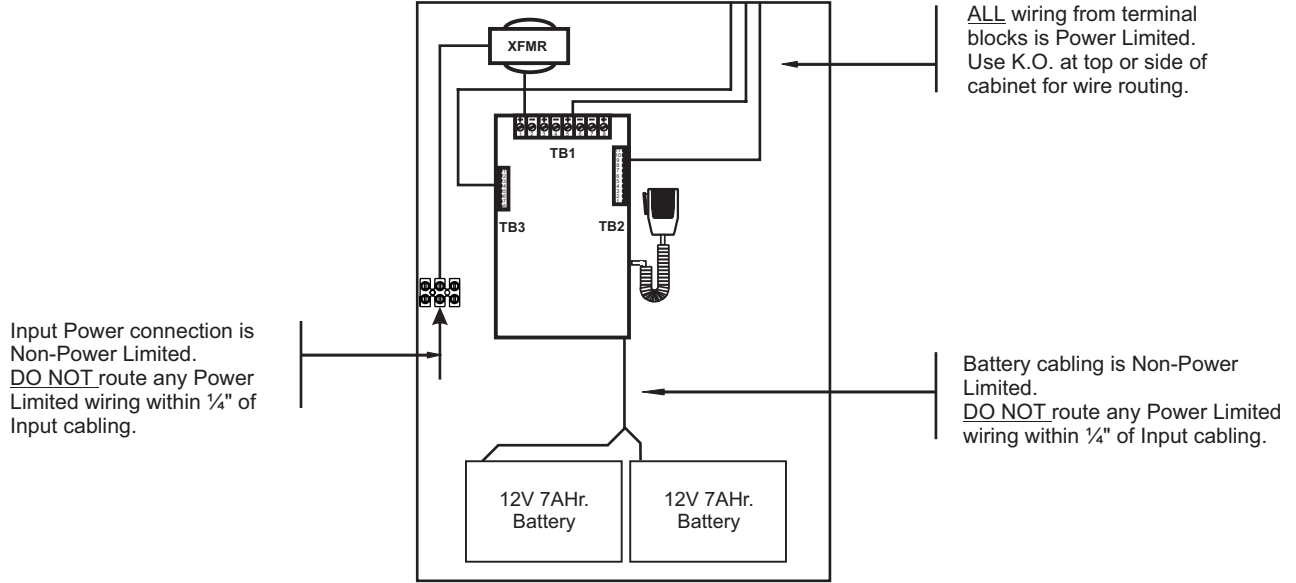 ALL wiring from terminal
blocks is Power Limited.
Use K.O. at top or side of
cabinet for wire routing.
XFMR
TB1
TB3
TB2
Input Power connection is
Non-Power Limited.
DO NOT route any Power
Limited wiring within ¼" of
Input cabling.
Battery cabling is Non-Power
Limited.
DO NOT route any Power Limited
wiring within ¼" of Input cabling.
12V 7AHr.
Battery
12V 7AHr.
Battery